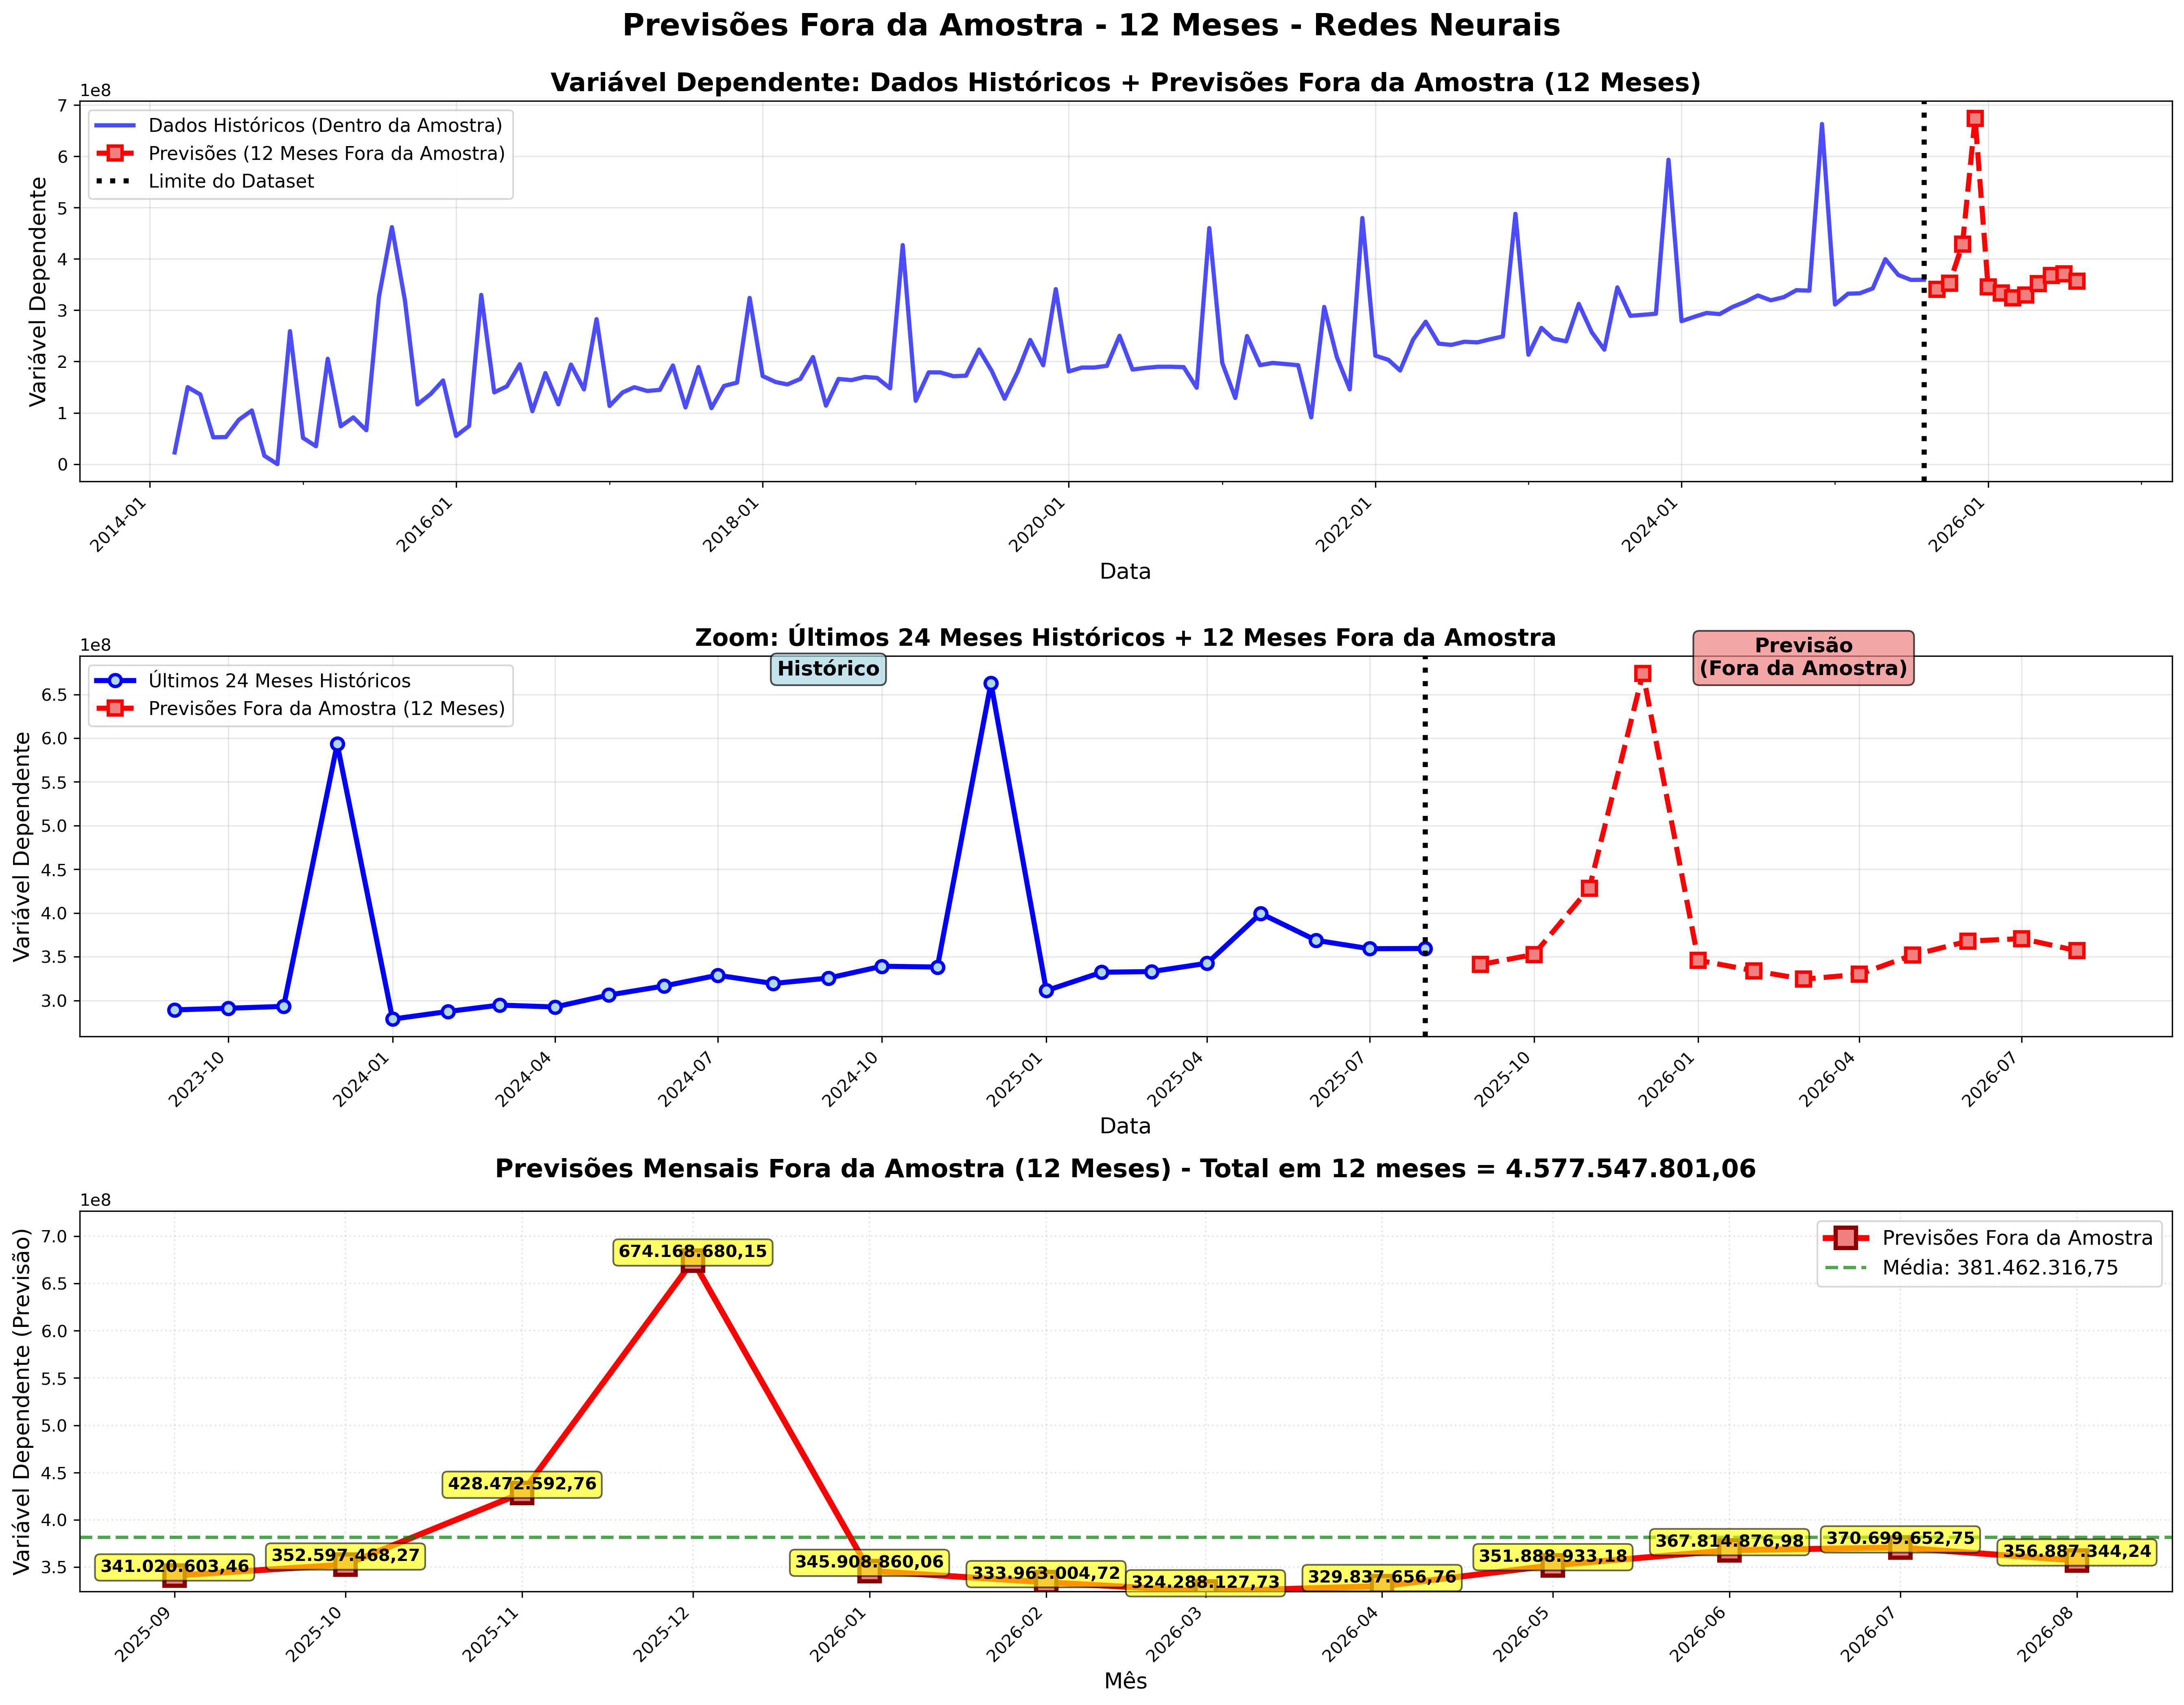 Previsões Fora da Amostra - 12 Meses - Redes Neurais
Variável Dependente: Dados Históricos + Previsões Fora da Amostra (12 Meses)
1e8
Dados Históricos (Dentro da Amostra)
Previsões (12 Meses Fora da Amostra)
Limite do Dataset
Variável Dependente
7
6
5
4
3
2
1
0
2014-01
2016-01
2018-01
2020-01
2022-01
2024-01
2026-01
Data
Zoom: Últimos 24 Meses Históricos + 12 Meses Fora da Amostra
1e8
Últimos 24 Meses Históricos
Previsões Fora da Amostra (12 Meses)
Histórico
Previsão
(Fora da Amostra)
Variável Dependente
6.5
6.0
5.5
5.0
4.5
4.0
3.5
3.0
2023-10
2024-01
2024-04
2024-07
2024-10
2025-01
2025-04
2025-07
2025-10
2026-01
2026-04
2026-07
Data
Previsões Mensais Fora da Amostra (12 Meses) - Total em 12 meses = 4.577.547.801,06
1e8
Previsões Fora da Amostra
Média: 381.462.316,75
Variável Dependente (Previsão)
7.0
6.5
6.0
5.5
5.0
4.5
4.0
3.5
341.020.603,46
352.597.468,27
428.472.592,76
674.168.680,15
345.908.860,06
333.963.004,72
324.288.127,73
329.837.656,76
351.888.933,18
367.814.876,98
370.699.652,75
356.887.344,24
2025-09
2025-10
2025-11
2025-12
2026-01
2026-02
2026-03
2026-04
2026-05
2026-06
2026-07
2026-08
Mês